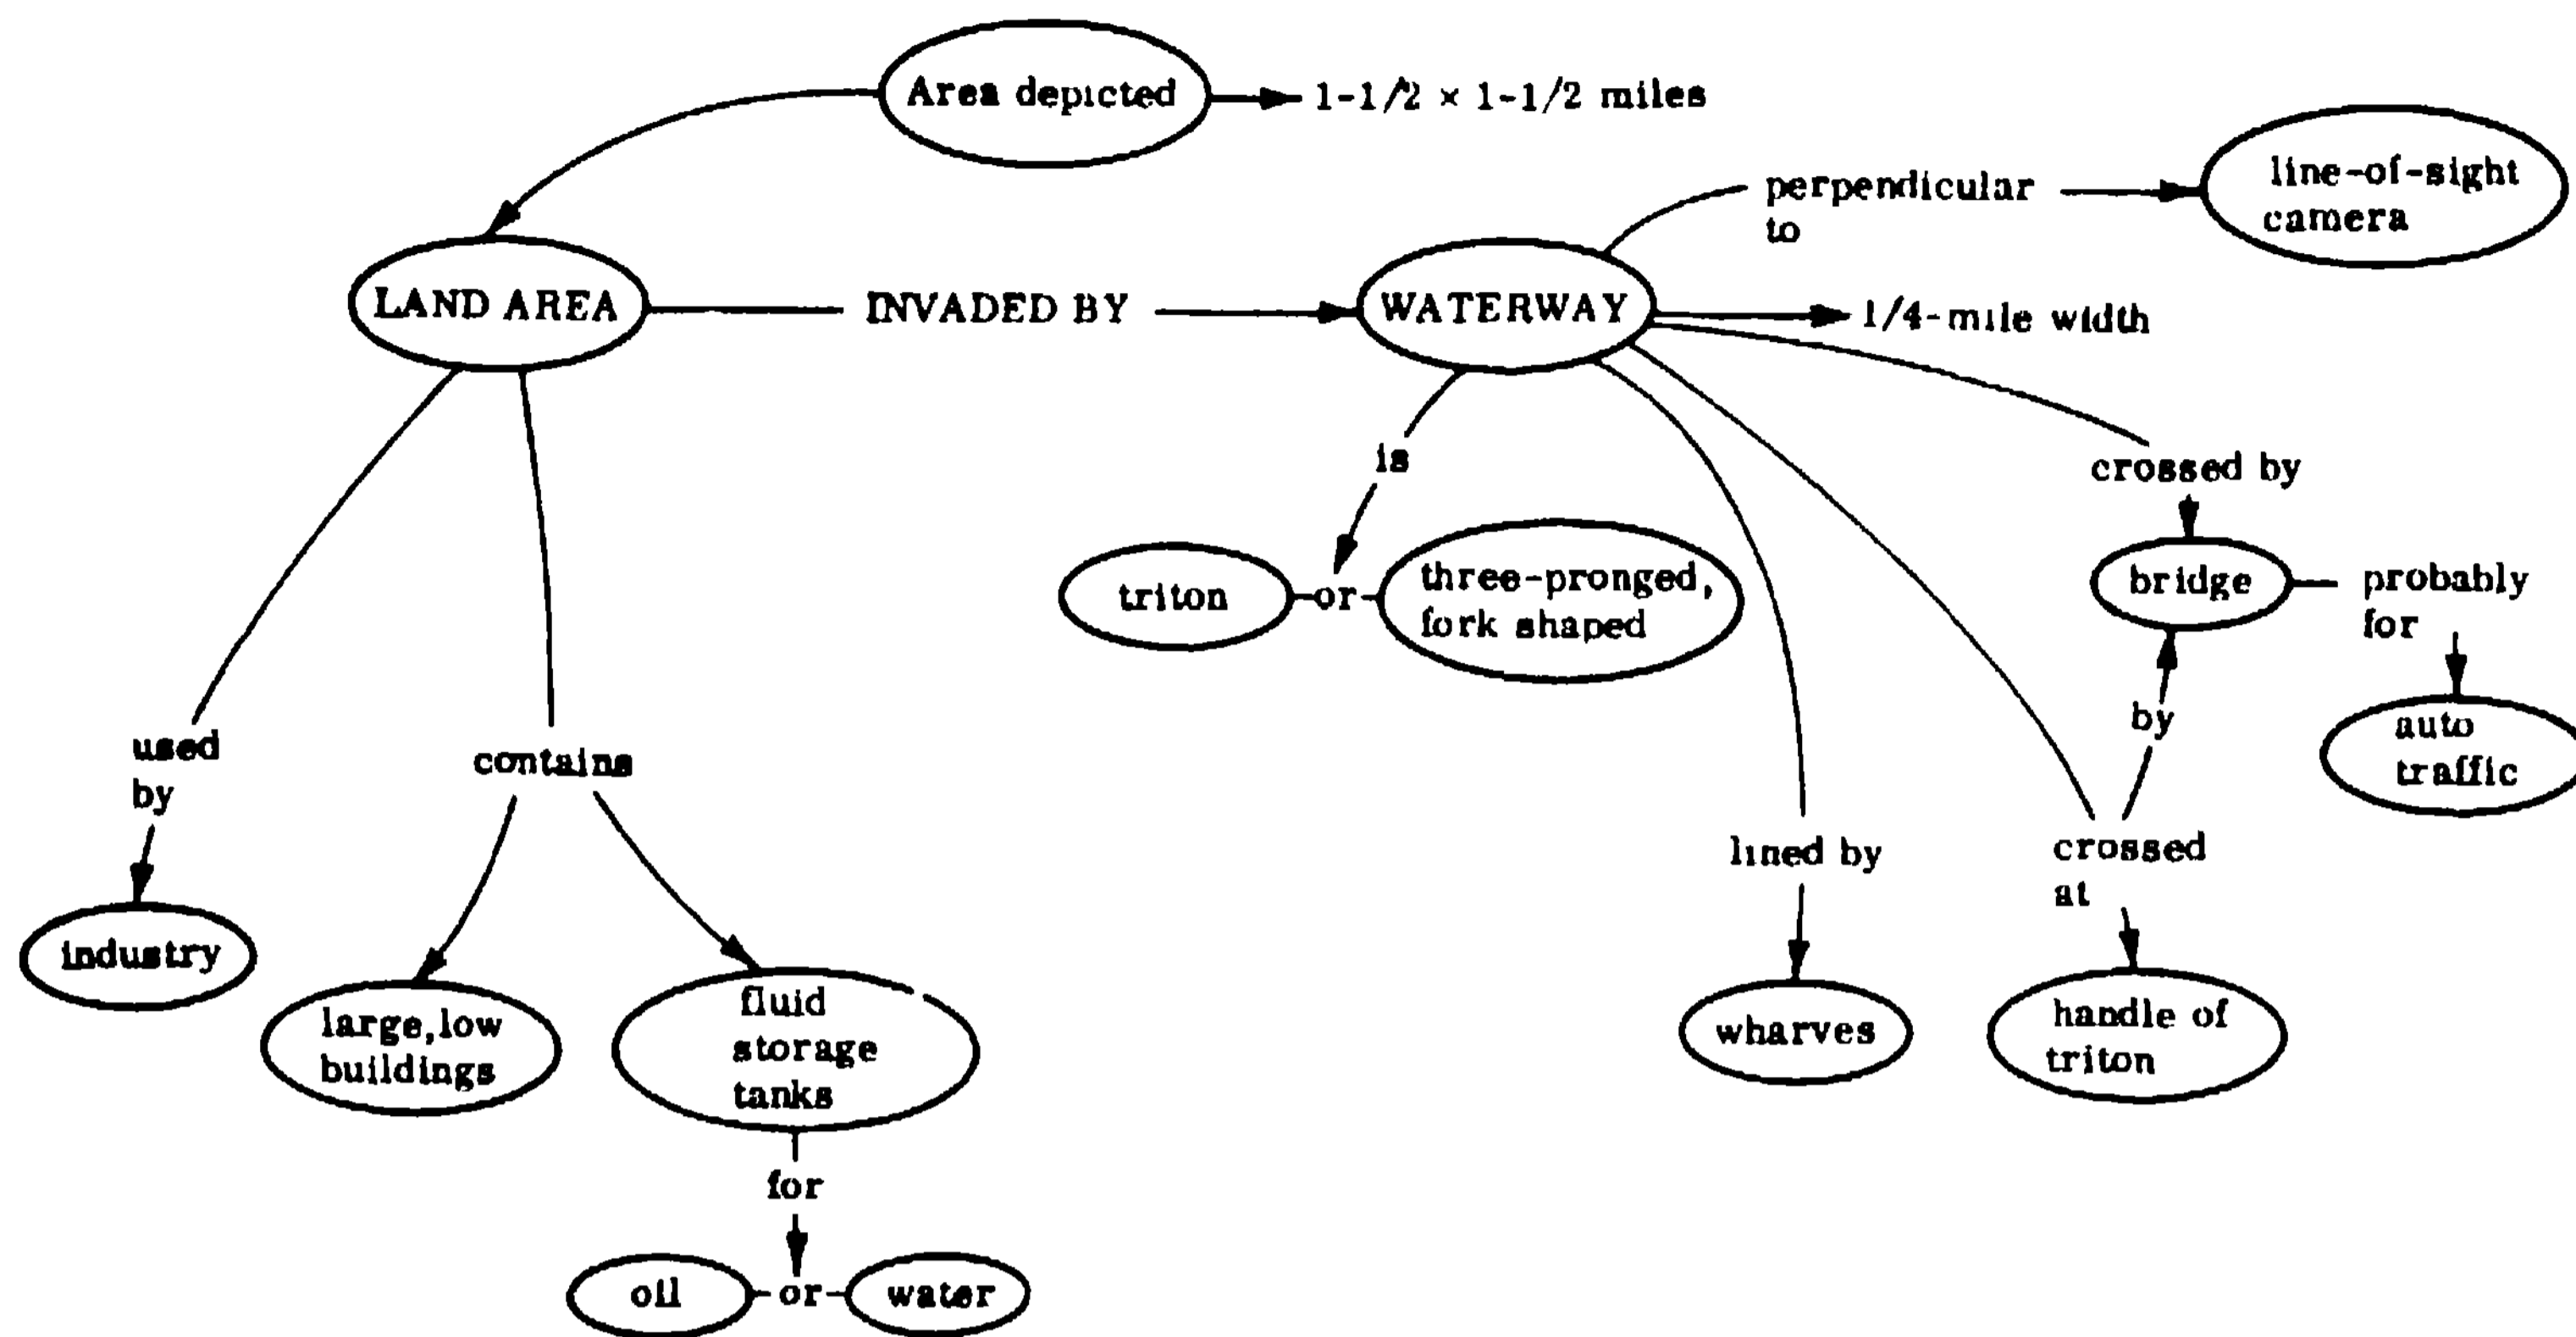 Area depicted
1-1/2 × 1-1/2 miles
line-of-sight
camera
perpendicular
to
LAND AREA
INVADED BY
WATERWAY
1/4-mile width
is
crossed by
triton
or
three-pronged,
fork shaped
bridge
probably
for
by
auto
traffic
used
by
contains
lined by
crossed
at
industry
large, low
buildings
fluid
storage
tanks
wharves
handle of
triton
for
oil
or
water